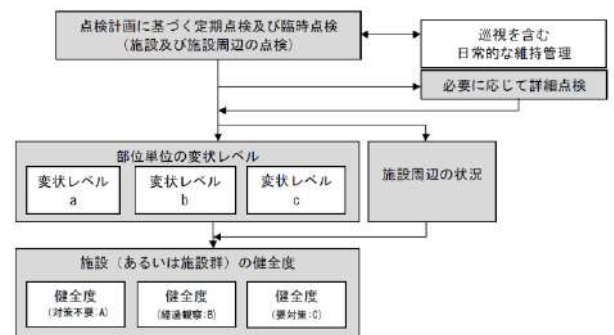 点検計画に基づく定期点検及び臨時点検
(施設及び施設周辺の点検)
巡視を含む
日常的な維持管理
必要に応じて詳細点検
部位単位の変状レベル
変状レベル
a
変状レベル
b
変状レベル
c
施設周辺の状況
施設(あるいは施設群)の健全度
健全度
(対策不要:A)
健全度
(経過観察:B)
健全度
(要対策:C)